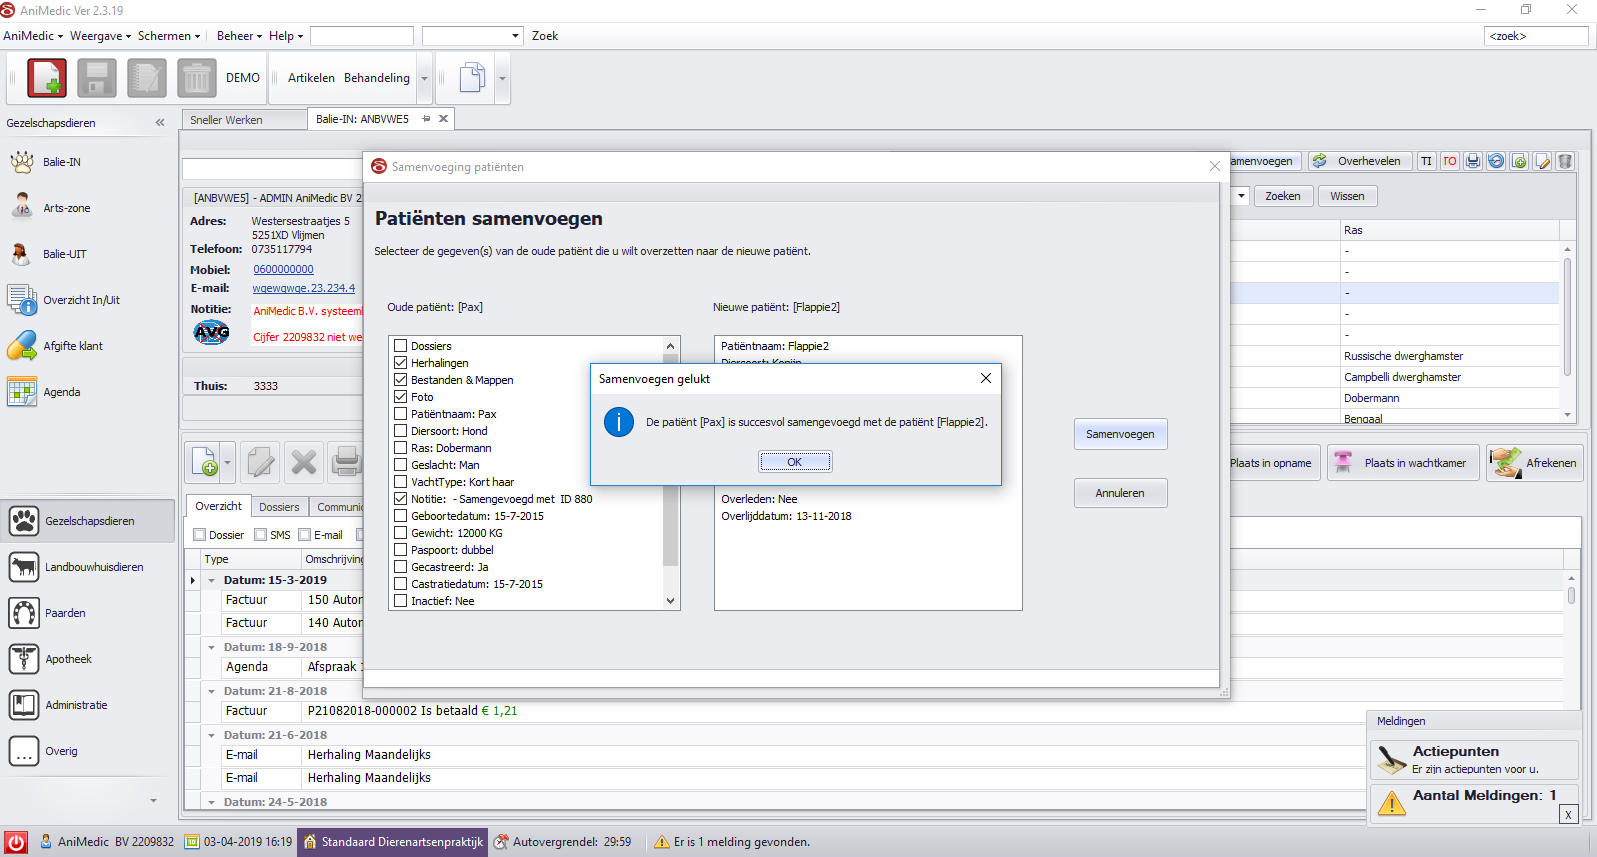 AniMedic Ver 2.3.19
AniMedic Weergave Schermen Beheer Help Zoek <zoek>
DEMO Artikelen Behandeling
Gezelschapsdieren
Sneller Werken Balie-IN: ANBVWE5
Balie-IN
Arts-zone
Balie-UIT
Overzicht In/Uit
Afgifte klant
Agenda
Gezelschapsdieren
Landbouwhuisdieren
Paarden
Apotheek
Administratie
... Overig
[ANBVWE5] - ADMIN AniMedic BV 2
Adres: Westersestraatjes 5
5251XD Vlijmen
Telefoon: 0735117794
Mobiel: 0600000000
E-mail: wqewqwqe.23.234.4
Notitie: AniMedic B.V. systeem
AVG Cijfer 2209832 niet we
Thuis: 3333
Samenvoeging patiënten
Patiënten samenvoegen
Selecteer de gegeven(s) van de oude patiënt die u wilt overzetten naar de nieuwe patiënt.
Oude patiënt: [Pax]
Dossiers
Herhalingen
Bestanden & Mappen
Foto
Patiëntnaam: Pax
Diersoort: Hond
Ras: Dobermann
Geslacht: Man
VachtType: Kort haar
Notitie: - Samengevoegd met ID 880
Geboortedatum: 15-7-2015
Gewicht: 12000 KG
Paspoort: dubbel
Gecastreerd: Ja
Castratiedatum: 15-7-2015
Inactief: Nee
Nieuwe patiënt: [Flappie2]
Patiëntnaam: Flappie2
Diersoort: Konijn
Overleden: Nee
Overlijddatum: 13-11-2018
Samenvoegen gelukt
De patiënt [Pax] is succesvol samengevoegd met de patiënt [Flappie2].
OK
Samenvoegen
Annuleren
amenvoegen Overhevelen TI TO
Zoeken Wissen
Ras
-
-
-
-
-
Russische dwerghamster
Campbelli dwerghamster
Dobermann
Bengaal
Plaats in opname Plaats in wachtkamer Afrekenen
Overzicht Dossiers Communic
Dossier SMS E-mail
Type Omschrijving
Datum: 15-3-2019
Factuur 150 Autor
Factuur 140 Autor
Datum: 18-9-2018
Agenda Afspraak
Datum: 21-8-2018
Factuur P21082018-000002 Is betaald € 1,21
Datum: 21-6-2018
E-mail Herhaling Maandelijks
E-mail Herhaling Maandelijks
Datum: 24-5-2018
Meldingen
Actiepunten
Er zijn actiepunten voor u.
Aantal Meldingen: 1
X
AniMedic BV 2209832 03-04-2019 16:19 Standaard Dierenartsenpraktijk Autovergrendel: 29:59 Er is 1 melding gevonden.